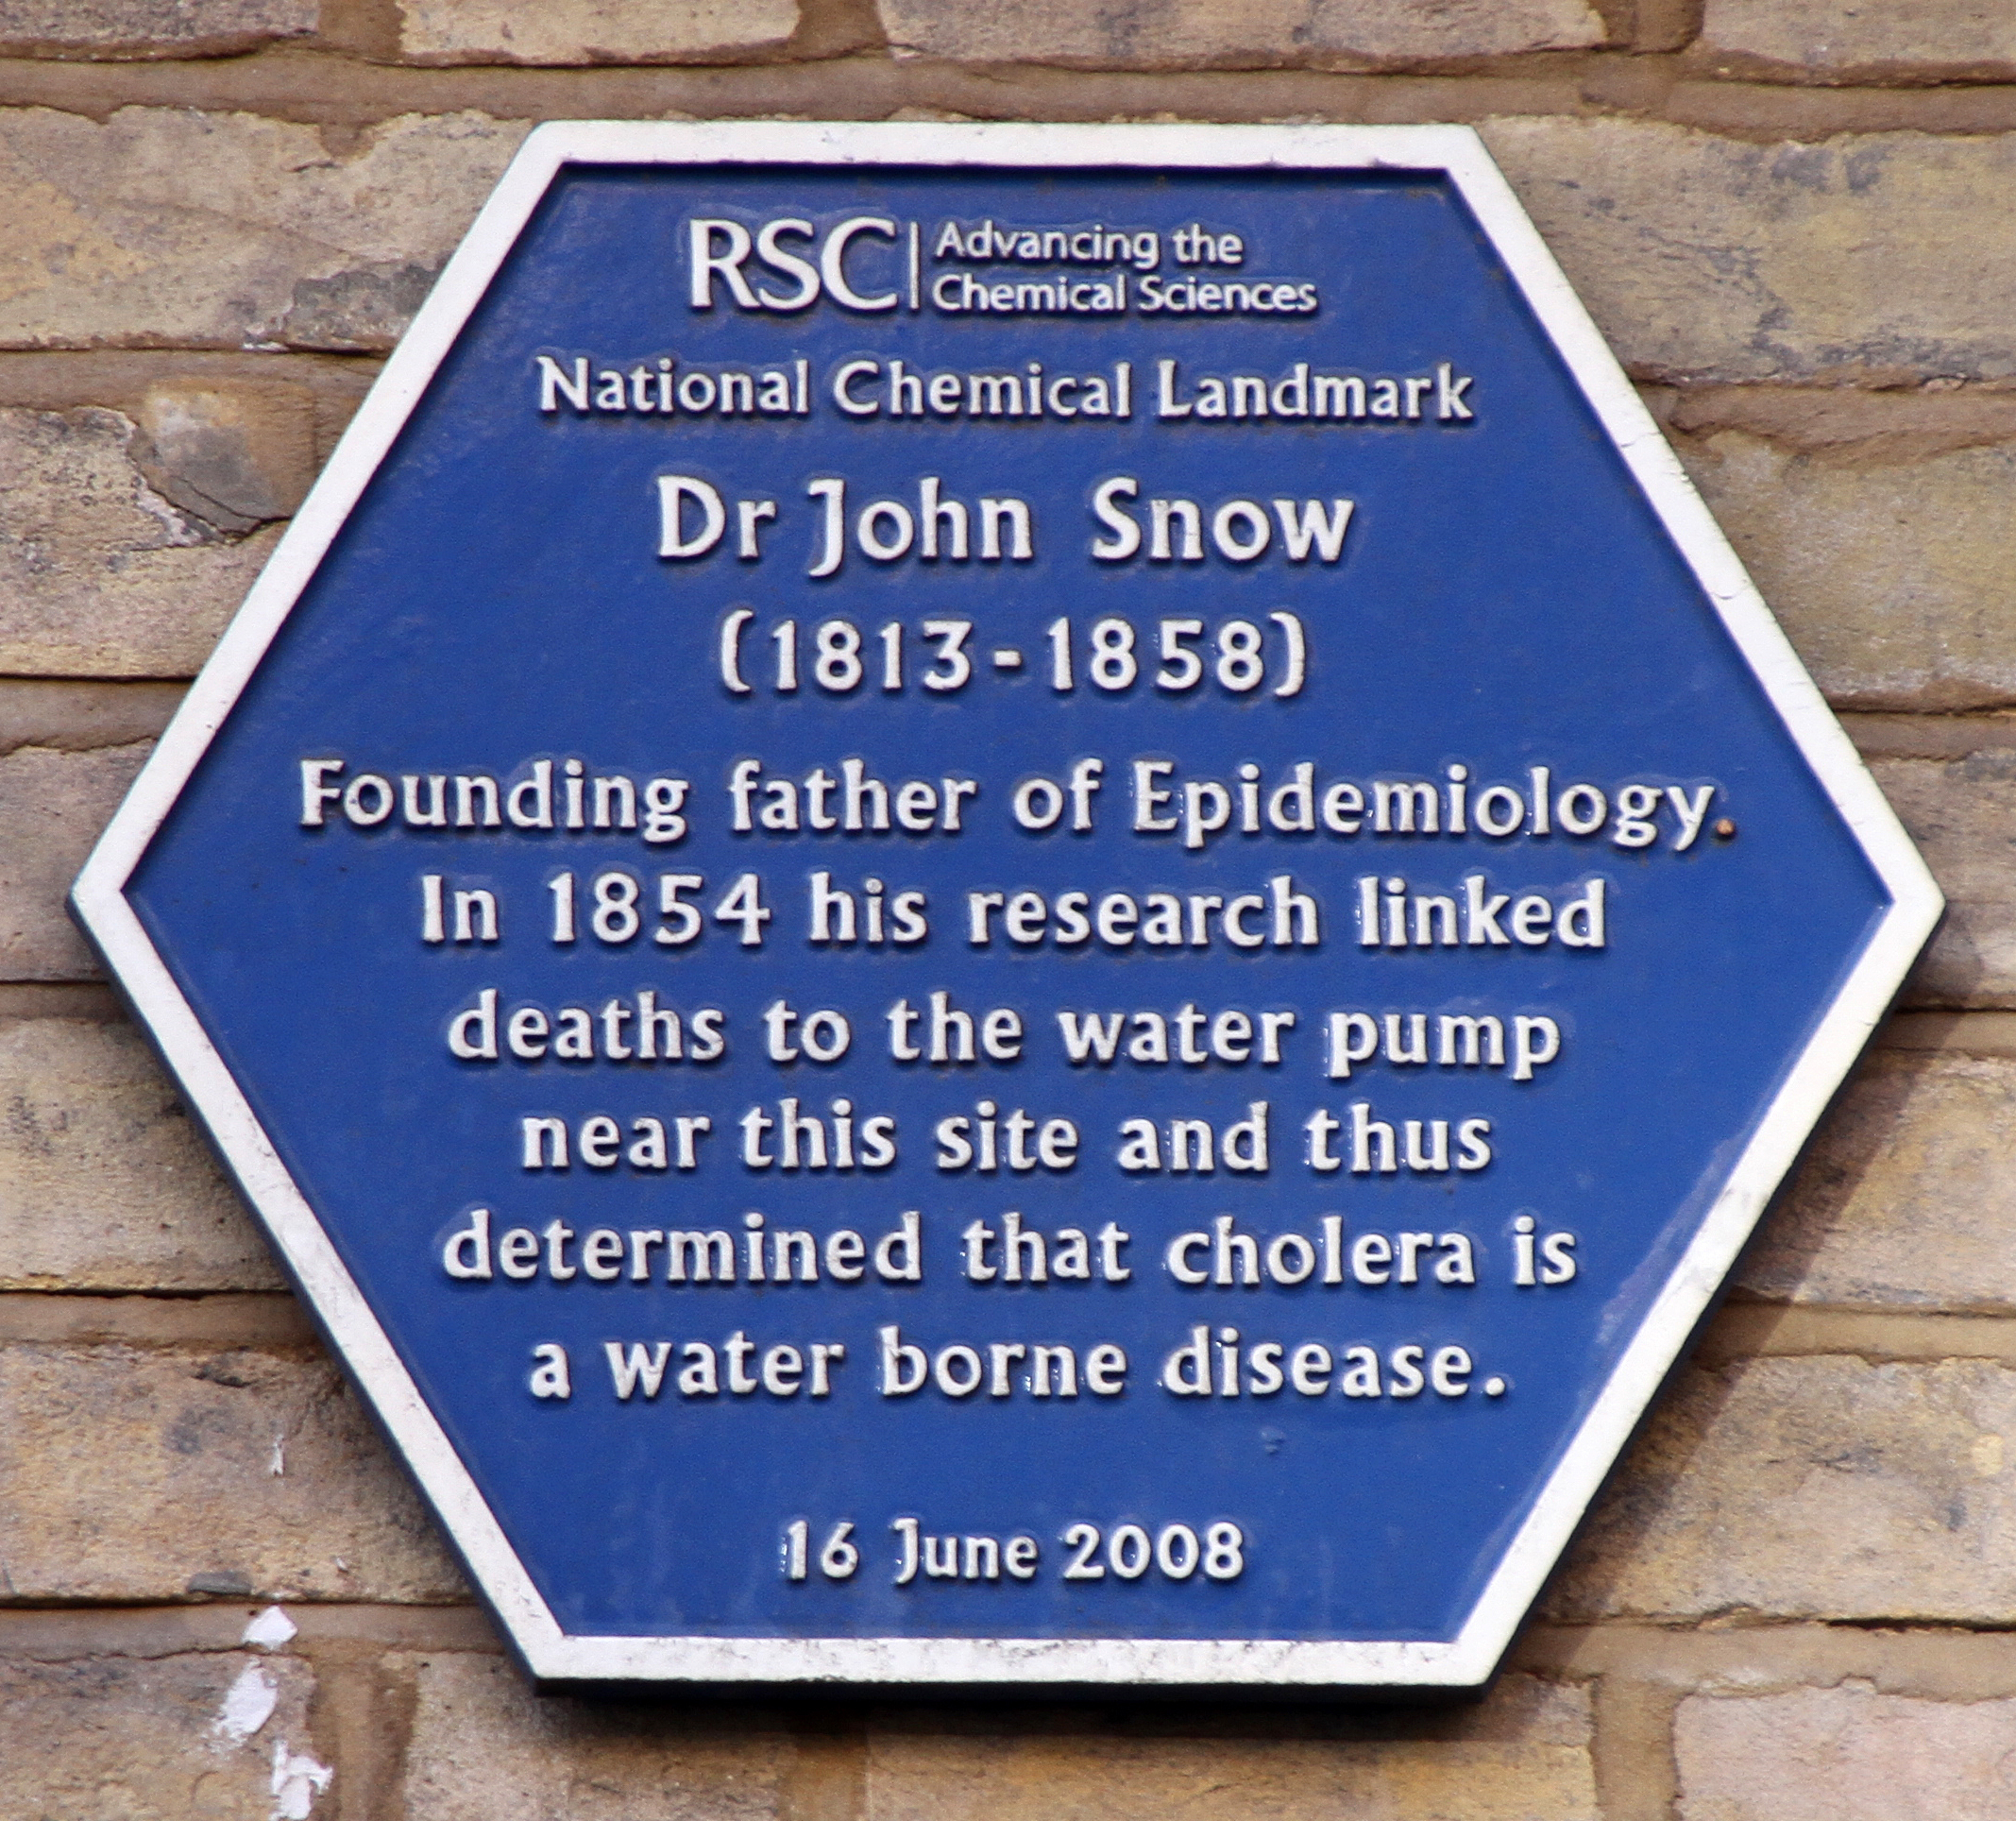 RSC Advancing the
Chemical Sciences
National Chemical Landmark
Dr John Snow
(1813-1858)
Founding father of Epidemiology.
In 1854 his research linked
deaths to the water pump
near this site and thus
determined that cholera is
a water borne disease.
16 June 2008